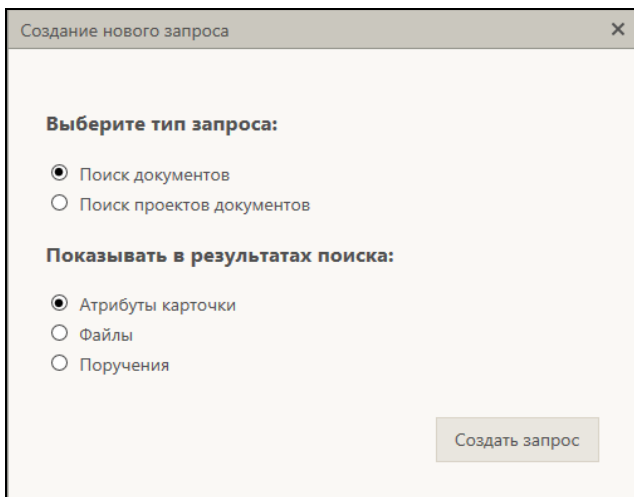 Создание нового запроса
Выберите тип запроса:
Поиск документов
Поиск проектов документов
Показывать в результатах поиска:
Атрибуты карточки
Файлы
Поручения
Создать запрос